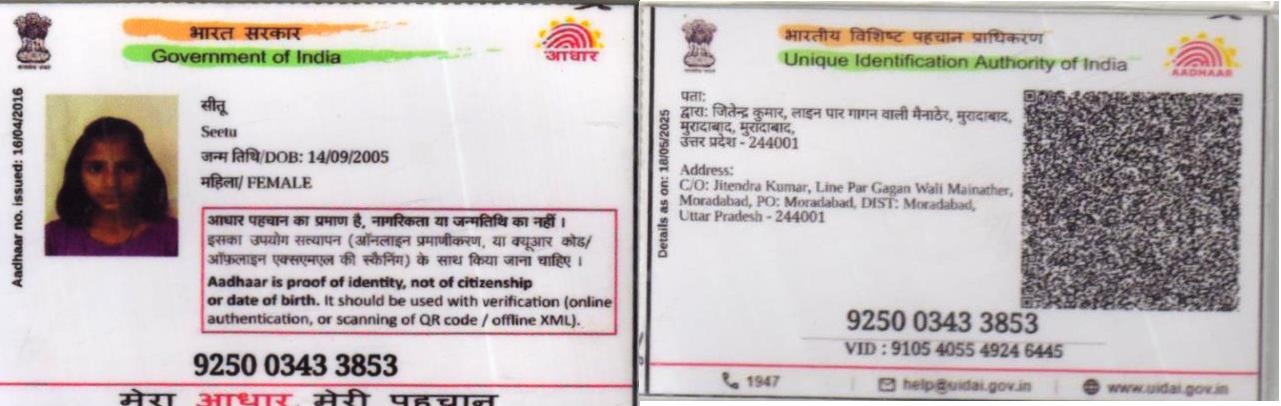 भारत सरकार
Government of India
आधार
Aadhaar no. issued: 16/04/2016
सीतू
Seetu
जन्म तिथि/DOB: 14/09/2005
महिला/ FEMALE
आधार पहचान का प्रमाण है, नागरिकता या जन्मतिथि का नहीं ।
इसका उपयोग सत्यापन (ऑनलाइन प्रमाणीकरण, या क्यूआर कोड/
ऑफ़लाइन एक्सएमएल की स्कैनिंग) के साथ किया जाना चाहिए ।
Aadhaar is proof of identity, not of citizenship
or date of birth. It should be used with verification (online
authentication, or scanning of QR code / offline XML).
9250 0343 3853
मेरा आधार, मेरी पहचान
भारतीय विशिष्ट पहचान प्राधिकरण
Unique Identification Authority of India
AADHAAR
Details as on: 18/05/2025
पता:
द्वारा: जितेन्द्र कुमार, लाइन पार गागन वाली मैनाठेर, मुरादाबाद,
मुरादाबाद, मुरादाबाद,
उत्तर प्रदेश - 244001
Address:
C/O: Jitendra Kumar, Line Par Gagan Wali Mainather,
Moradabad, PO: Moradabad, DIST: Moradabad,
Uttar Pradesh - 244001
9250 0343 3853
VID : 9105 4055 4924 6445
1947
help@uidai.gov.in
www.uidai.gov.in